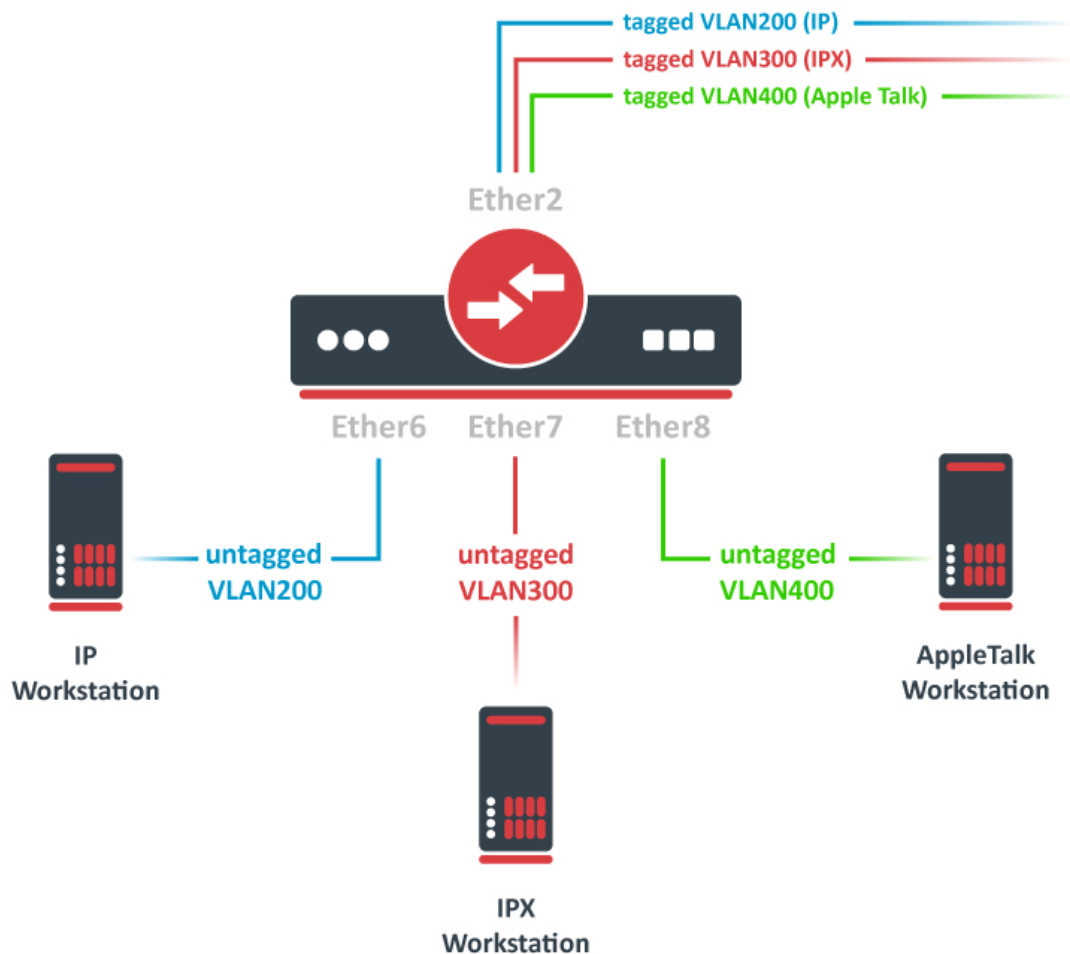 tagged VLAN200 (IP)
tagged VLAN300 (IPX)
tagged VLAN400 (Apple Talk)
Ether2
Ether6
Ether7
Ether8
untagged
VLAN200
untagged
VLAN300
untagged
VLAN400
IP
Workstation
AppleTalk
Workstation
IPX
Workstation